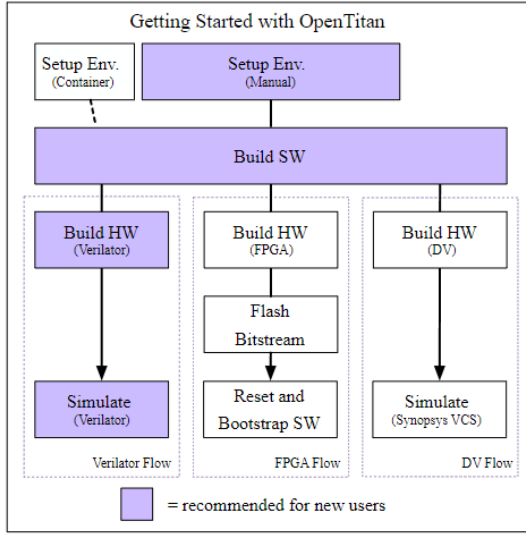 Getting Started with OpenTitan
Setup Env.
(Container)
Setup Env.
(Manual)
Build SW
Build HW
(Verilator)
Build HW
(FPGA)
Build HW
(DV)
Flash
Bitstream
Simulate
(Verilator)
Reset and
Bootstrap SW
Simulate
(Synopsys VCS)
Verilator Flow
FPGA Flow
DV Flow
= recommended for new users